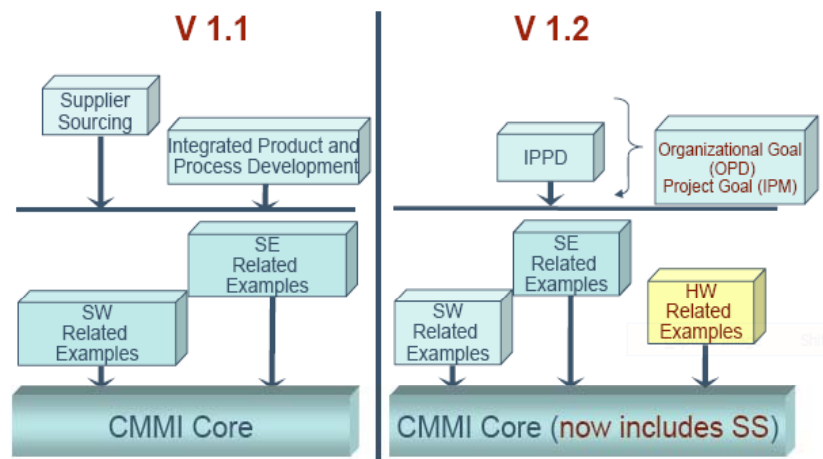 V 1.1
Supplier
Sourcing
Integrated Product and
Process Development
SE
Related
Examples
SW
Related
Examples
CMMI Core
V 1.2
IPPD
Organizational Goal
(OPD)
Project Goal (IPM)
SE
Related
Examples
SW
Related
Examples
HW
Related
Examples
CMMI Core (now includes SS)